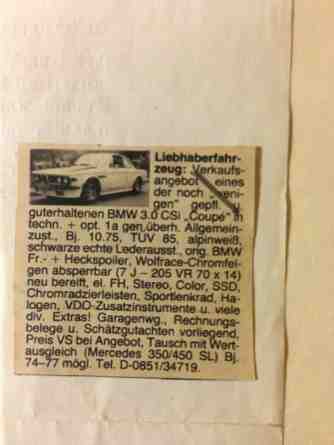 Liebhaberfahr-
zeug: Verkaufs-
angebot eines
der noch „weni-
gen" gepfl. u.
guterhaltenen BMW 3.0 CSi „Coupé" in
techn. + opt. 1a gen. überh. Allgemein-
zust., Bj. 10.75, TÜV 85, alpinweiß,
schwarze echte Lederausst., orig. BMW
Fr.- + Heckspoiler, Wolfrace-Chromfel-
gen absperrbar (7 J – 205 VR 70 x 14)
neu bereift, el. FH, Stereo, Color, SSD,
Chromradzierleisten, Sportlenkrad, Ha-
logen, VDO-Zusatzinstrumente u. viele
div. Extras! Garagenwg., Rechnungs-
belege u. Schätzgutachten vorliegend,
Preis VS bei Angebot, Tausch mit Wert-
ausgleich (Mercedes 350/450 SL) Bj.
74–77 mögl. Tel. D-0851/34719.